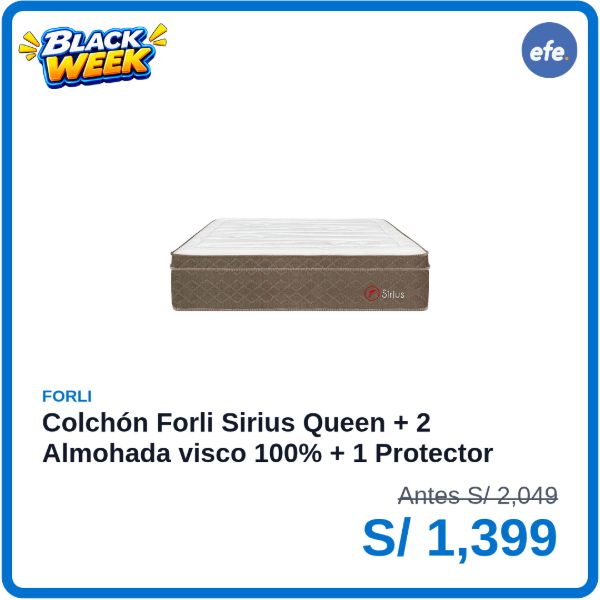 BLACK
WEEK
efe.
Sirius
FORLI
Colchón Forli Sirius Queen + 2
Almohada visco 100% + 1 Protector
Antes S/ 2,049
S/ 1,399